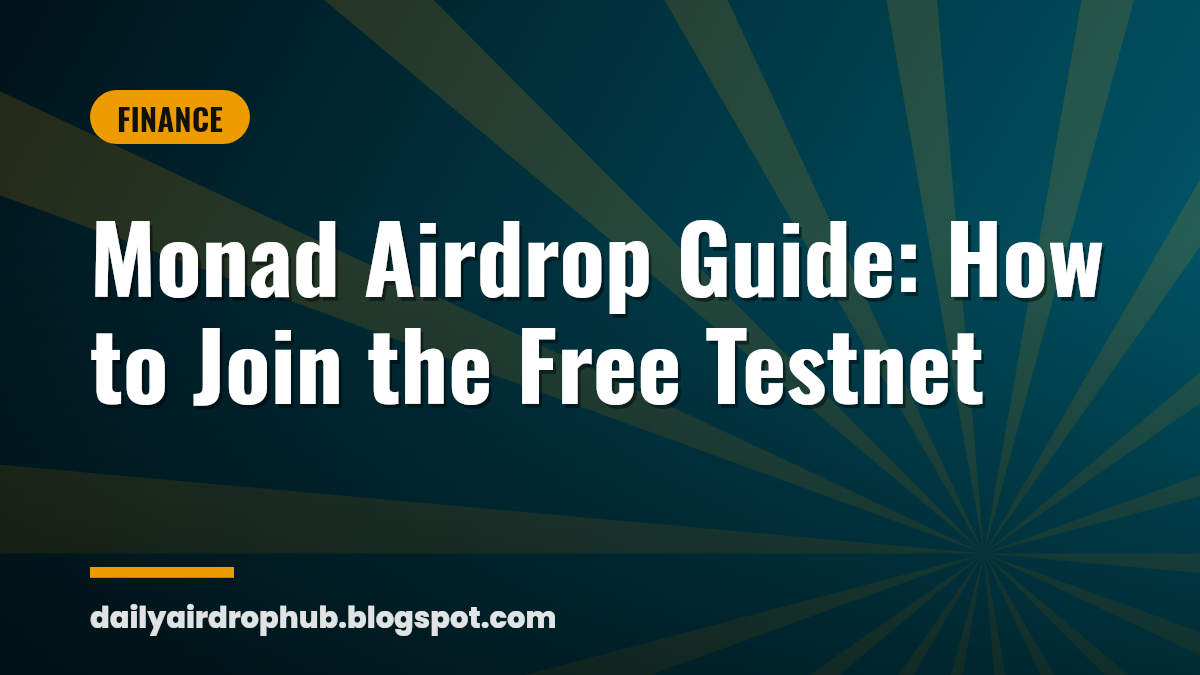 FINANCE
Monad Airdrop Guide: How
to Join the Free Testnet
dailyairdrophub.blogspot.com